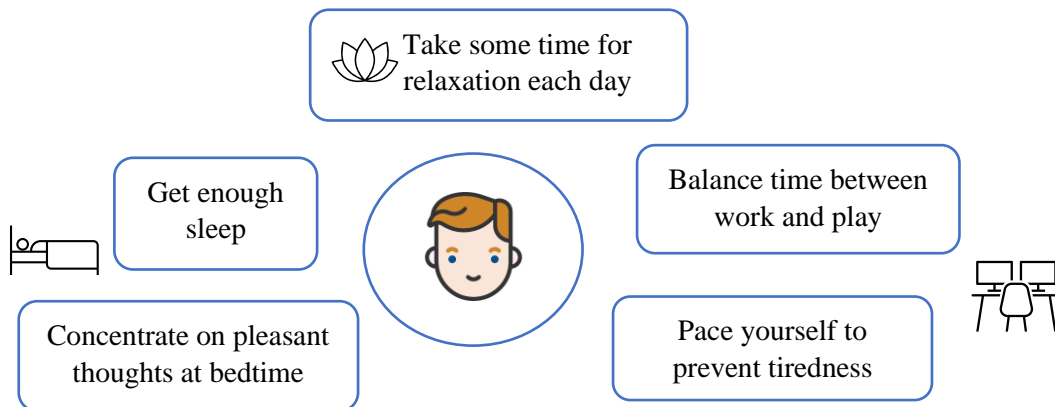 Take some time for
relaxation each day
Get enough
sleep
Balance time between
work and play
Concentrate on pleasant
thoughts at bedtime
Pace yourself to
prevent tiredness